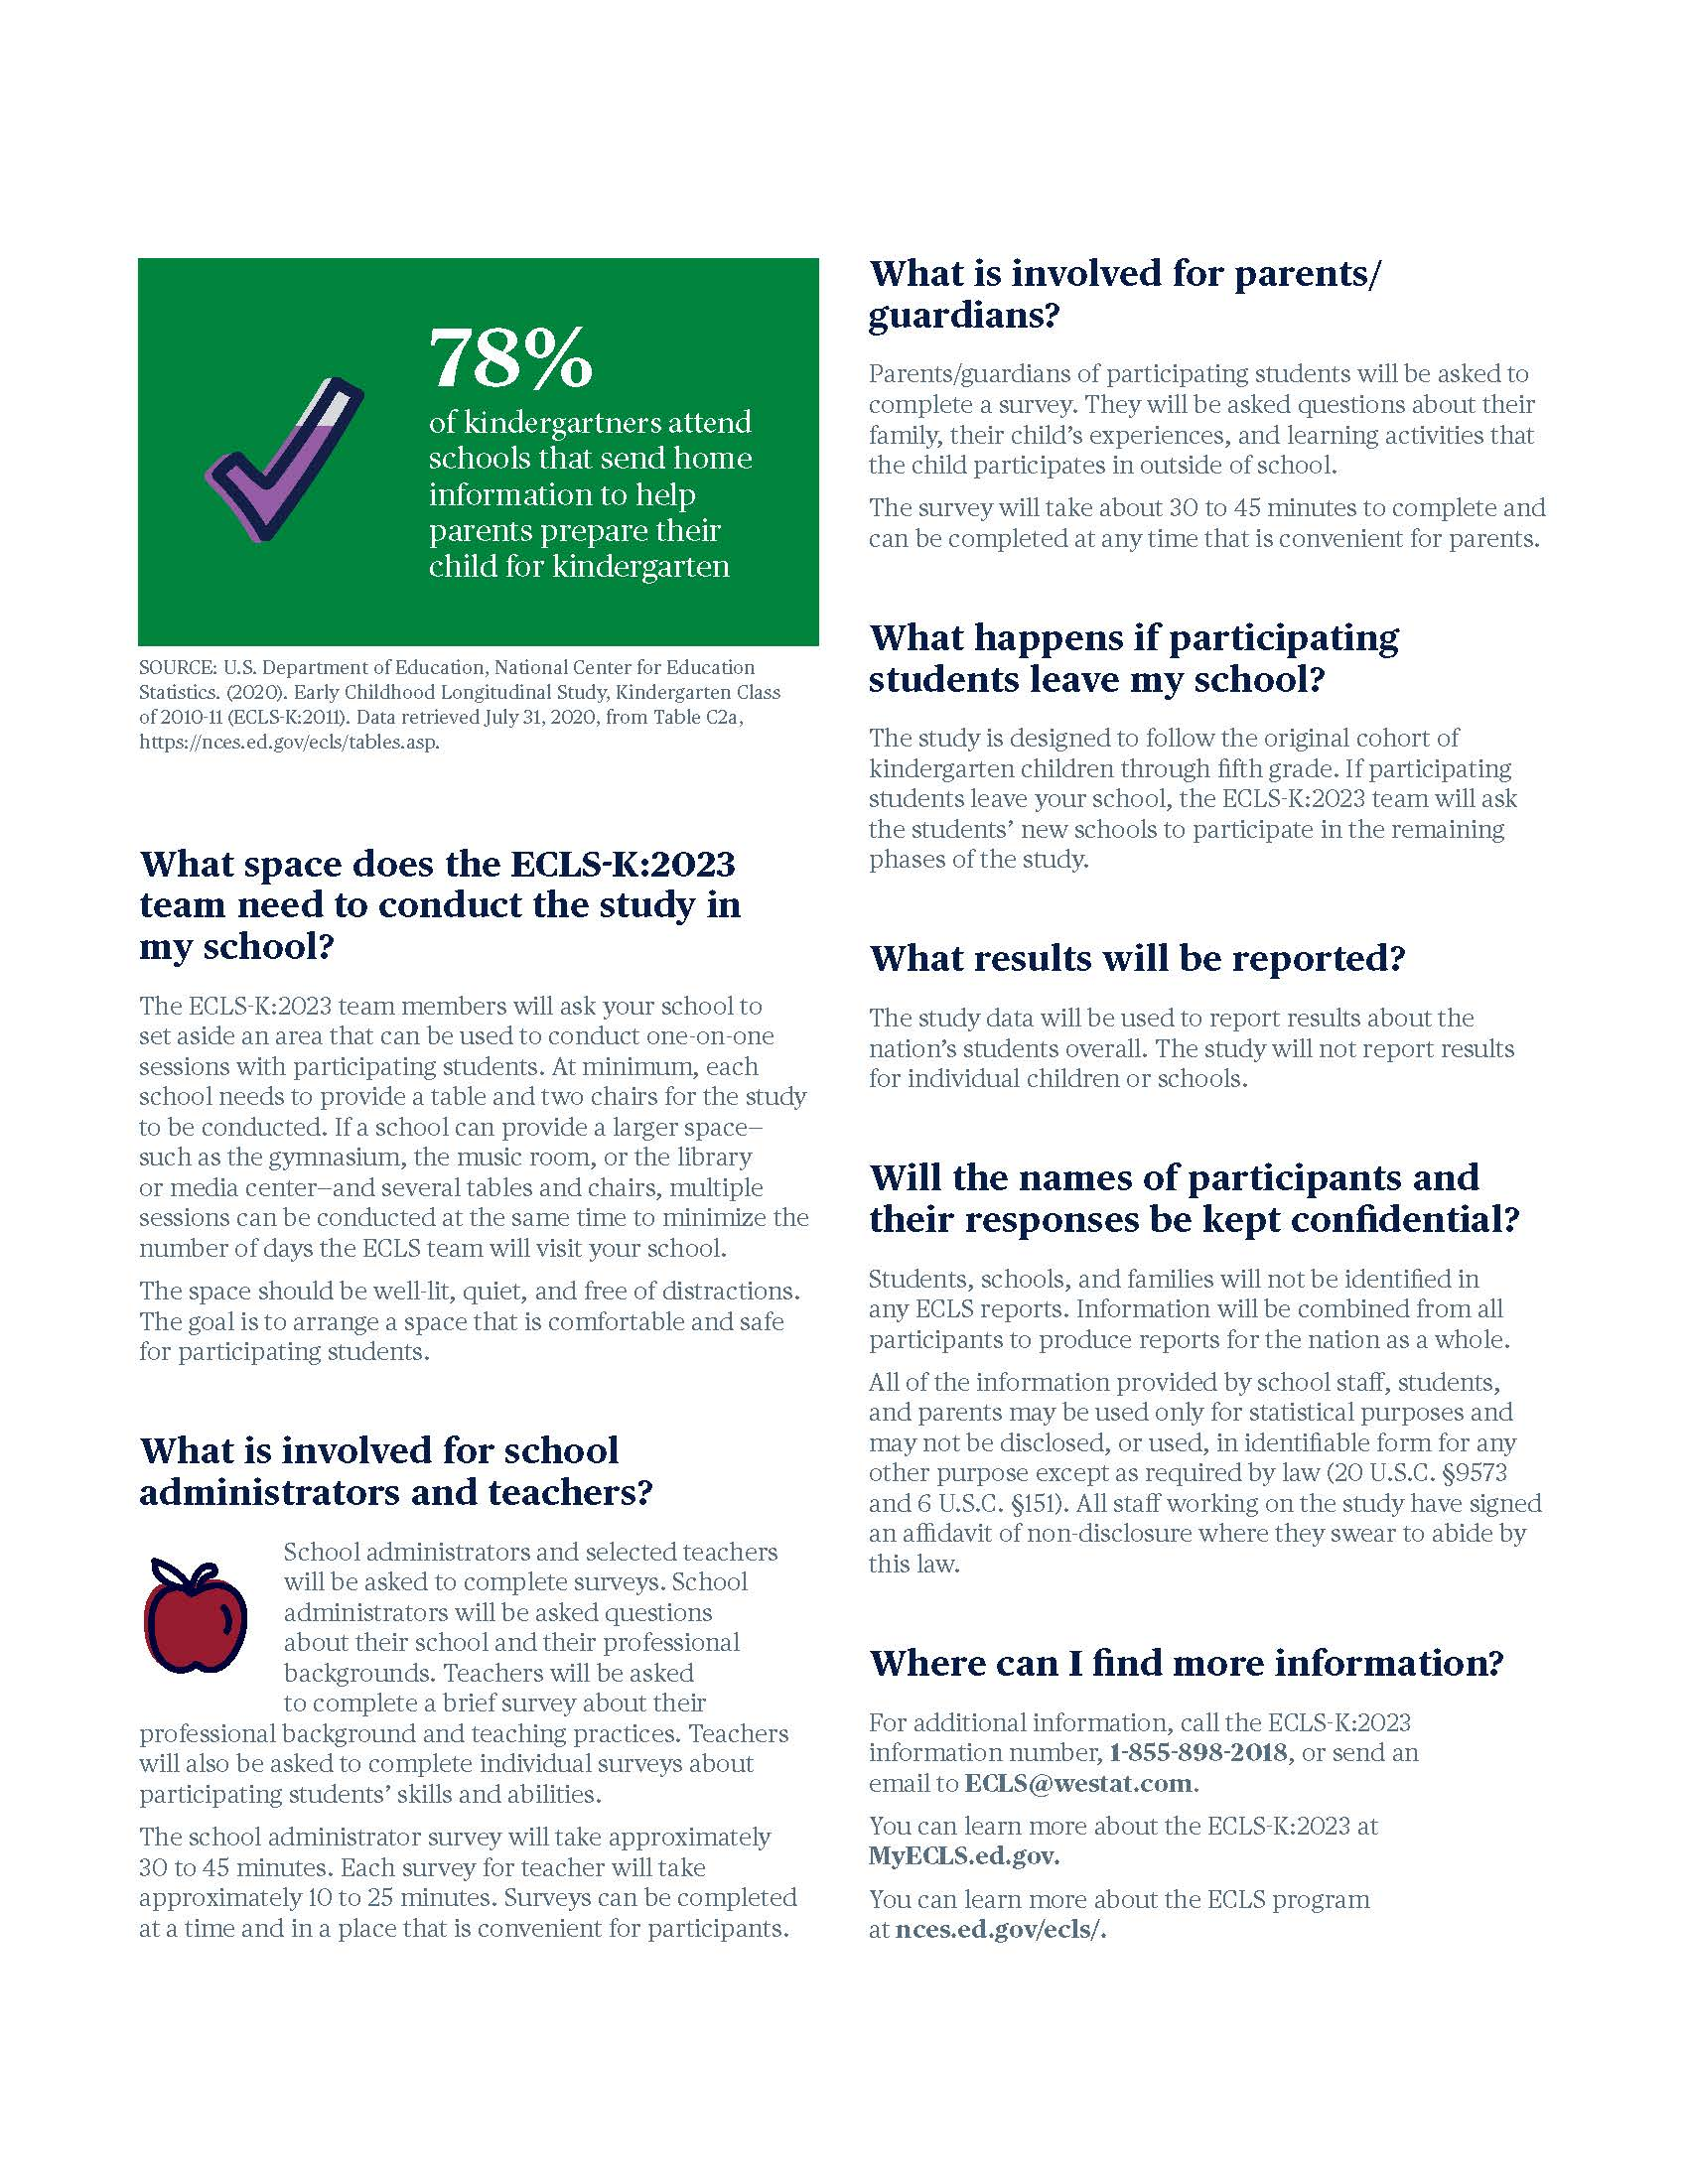 78%
of kindergartners attend
schools that send home
information to help
parents prepare their
child for kindergarten
SOURCE: U.S. Department of Education, National Center for Education
Statistics. (2020). Early Childhood Longitudinal Study, Kindergarten Class
of 2010-11 (ECLS-K:2011). Data retrieved July 31, 2020, from Table C2a,
https://nces.ed.gov/ecls/tables.asp.
What space does the ECLS-K:2023
team need to conduct the study in
my school?
The ECLS-K:2023 team members will ask your school to
set aside an area that can be used to conduct one-on-one
sessions with participating students. At minimum, each
school needs to provide a table and two chairs for the study
to be conducted. If a school can provide a larger space—
such as the gymnasium, the music room, or the library
or media center—and several tables and chairs, multiple
sessions can be conducted at the same time to minimize the
number of days the ECLS team will visit your school.
The space should be well-lit, quiet, and free of distractions.
The goal is to arrange a space that is comfortable and safe
for participating students.
What is involved for school
administrators and teachers?
School administrators and selected teachers
will be asked to complete surveys. School
administrators will be asked questions
about their school and their professional
backgrounds. Teachers will be asked
to complete a brief survey about their
professional background and teaching practices. Teachers
will also be asked to complete individual surveys about
participating students’ skills and abilities.
The school administrator survey will take approximately
30 to 45 minutes. Each survey for teacher will take
approximately 10 to 25 minutes. Surveys can be completed
at a time and in a place that is convenient for participants.
What is involved for parents/
guardians?
Parents/guardians of participating students will be asked to
complete a survey. They will be asked questions about their
family, their child’s experiences, and learning activities that
the child participates in outside of school.
The survey will take about 30 to 45 minutes to complete and
can be completed at any time that is convenient for parents.
What happens if participating
students leave my school?
The study is designed to follow the original cohort of
kindergarten children through fifth grade. If participating
students leave your school, the ECLS-K:2023 team will ask
the students’ new schools to participate in the remaining
phases of the study.
What results will be reported?
The study data will be used to report results about the
nation’s students overall. The study will not report results
for individual children or schools.
Will the names of participants and
their responses be kept confidential?
Students, schools, and families will not be identified in
any ECLS reports. Information will be combined from all
participants to produce reports for the nation as a whole.
All of the information provided by school staff, students,
and parents may be used only for statistical purposes and
may not be disclosed, or used, in identifiable form for any
other purpose except as required by law (20 U.S.C. §9573
and 6 U.S.C. §151). All staff working on the study have signed
an affidavit of non-disclosure where they swear to abide by
this law.
Where can I find more information?
For additional information, call the ECLS-K:2023
information number, 1-855-898-2018, or send an
email to ECLS@westat.com.
You can learn more about the ECLS-K:2023 at
MyECLS.ed.gov.
You can learn more about the ECLS program
at nces.ed.gov/ecls/.